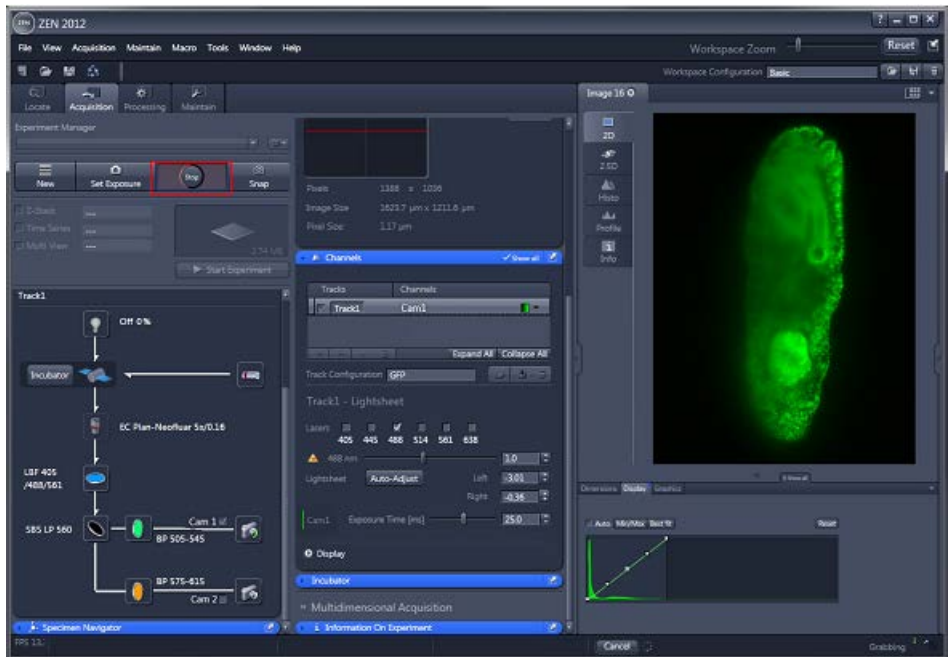 ZEN 2012
File View Acquisition Maintain Macro Tools Window Help
Workspace Zoom
Reset
Workspace Configuration Basic
Locate Acquisition Processing Maintain
Image 16
Experiment Manager
New Set Exposure Stop Snap
Z-Stack
Time Series
Multi View
Start Experiment
Track1
Off 0 %
Incubator
EC Plan-Neofluar 5x/0.16
LBF 405
/488/561
SBS LP 560
Cam 1
BP 505-545
BP 575-615
Cam 2
Specimen Navigator
Pixels 1388 x 1036
Image Size 1623.7 µm x 1211.6 µm
Pixel Size 1.17 µm
Channels Show all
Tracks Channels
Track1 Cam1
Expand All Collapse All
Track Configuration GFP
Track1 - Lightsheet
Lasers
405 445 488 514 561 638
488 nm 1.0
Lightsheet Auto-Adjust Left -3.01
Right -0.36
Cam1 Exposure Time [ms] 25.0
Display
Incubator
Multidimensional Acquisition
Information On Experiment
2D
2.5D
Histo
Profile
Info
Dimensions Display Graphics
Auto Min/Max Best fit Reset
Cancel
Grabbing